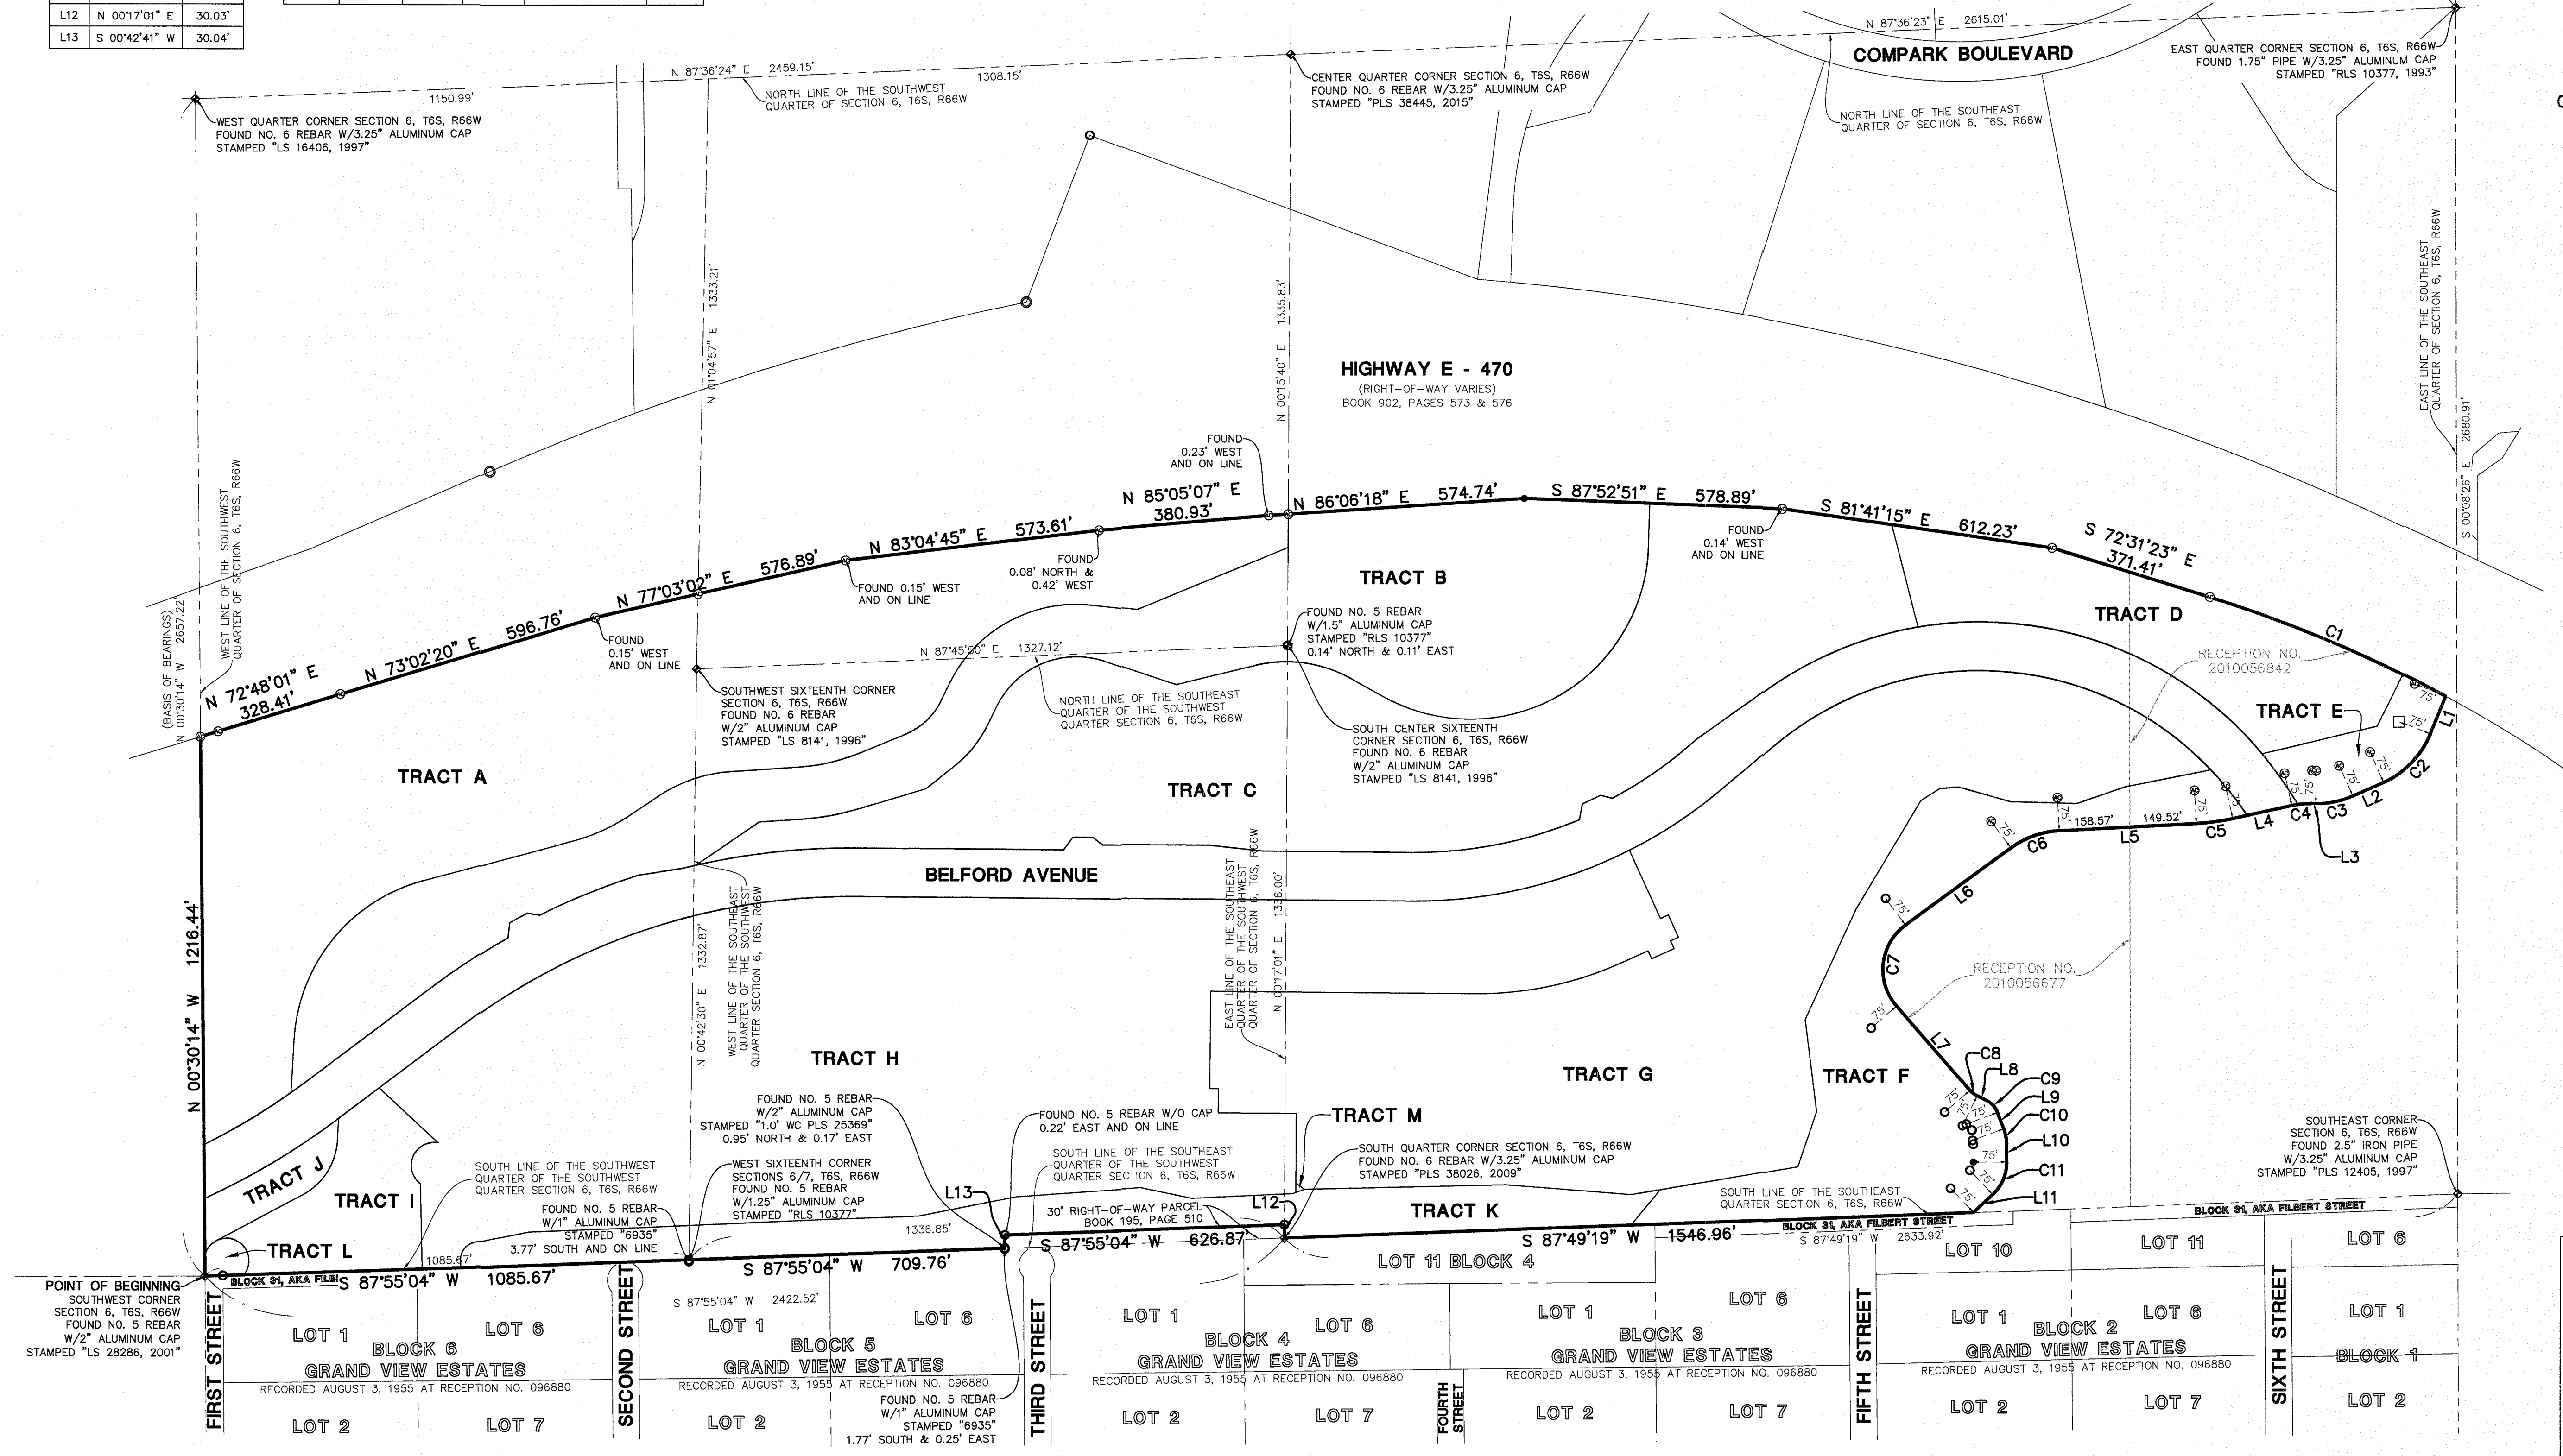 L12 N 00°17'01" E 30.03'
L13 S 00°42'41" W 30.04'
N 87°36'24" E 2459.15'
1150.99'
1308.15'
NORTH LINE OF THE SOUTHWEST
QUARTER OF SECTION 6, T6S, R66W
WEST QUARTER CORNER SECTION 6, T6S, R66W
FOUND NO. 6 REBAR W/3.25" ALUMINUM CAP
STAMPED "LS 16406, 1997"
CENTER QUARTER CORNER SECTION 6, T6S, R66W
FOUND NO. 6 REBAR W/3.25" ALUMINUM CAP
STAMPED "PLS 38445, 2015"
N 87°36'23" E 2615.01'
COMPARK BOULEVARD
NORTH LINE OF THE SOUTHEAST
QUARTER OF SECTION 6, T6S, R66W
EAST QUARTER CORNER SECTION 6, T6S, R66W
FOUND 1.75" PIPE W/3.25" ALUMINUM CAP
STAMPED "RLS 10377, 1993"
N 01°04'57" E 1333.21'
N 00°15'40" E 1335.83'
EAST LINE OF THE SOUTHEAST
QUARTER OF SECTION 6, T6S, R66W
S 00°08'26" E 2680.91'
HIGHWAY E - 470
(RIGHT-OF-WAY VARIES)
BOOK 902, PAGES 573 & 576
(BASIS OF BEARINGS)
N 00°30'14" W 2657.22'
WEST LINE OF THE SOUTHWEST
QUARTER OF SECTION 6, T6S, R66W
N 72°48'01" E
328.41'
N 73°02'20" E 596.76'
FOUND
0.15' WEST
AND ON LINE
N 77°03'02" E 576.89'
FOUND 0.15' WEST
AND ON LINE
N 83°04'45" E 573.61'
FOUND
0.08' NORTH &
0.42' WEST
N 85°05'07" E
380.93'
FOUND
0.23' WEST
AND ON LINE
N 86°06'18" E 574.74'
S 87°52'51" E 578.89'
FOUND
0.14' WEST
AND ON LINE
S 81°41'15" E 612.23'
S 72°31'23" E
371.41'
C1
TRACT A
TRACT B
TRACT C
TRACT D
TRACT E
RECEPTION NO.
2010056842
N 87°45'50" E 1327.12'
NORTH LINE OF THE SOUTHEAST
QUARTER OF THE SOUTHWEST
QUARTER SECTION 6, T6S, R66W
SOUTHWEST SIXTEENTH CORNER
SECTION 6, T6S, R66W
FOUND NO. 6 REBAR
W/2" ALUMINUM CAP
STAMPED "LS 8141, 1996"
FOUND NO. 5 REBAR
W/1.5" ALUMINUM CAP
STAMPED "RLS 10377"
0.14' NORTH & 0.11' EAST
SOUTH CENTER SIXTEENTH
CORNER SECTION 6, T6S, R66W
FOUND NO. 6 REBAR
W/2" ALUMINUM CAP
STAMPED "LS 8141, 1996"
75'
L1
75'
C2
75'
L2
75'
C3
75'
L3
C4
75'
L4
75'
C5
75'
149.52'
L5
158.57'
75'
C6
75'
L6
75'
C7
75'
L7
RECEPTION NO.
2010056677
C8
L8
C9
L9
C10
L10
C11
L11
75'
75'
75'
75'
75'
75'
75'
BELFORD AVENUE
N 00°30'14" W 1216.44'
N 00°42'30" E 1332.87'
WEST LINE OF THE SOUTHEAST
QUARTER OF THE SOUTHWEST
QUARTER SECTION 6, T6S, R66W
EAST LINE OF THE SOUTHEAST
QUARTER OF THE SOUTHWEST
QUARTER OF SECTION 6, T6S, R66W
N 00°17'01" E 1336.00'
TRACT H
TRACT G
TRACT F
TRACT M
TRACT J
TRACT I
TRACT L
TRACT K
FOUND NO. 5 REBAR
W/2" ALUMINUM CAP
STAMPED "1.0' WC PLS 25369"
0.95' NORTH & 0.17' EAST
FOUND NO. 5 REBAR W/O CAP
0.22' EAST AND ON LINE
SOUTH LINE OF THE SOUTHEAST
QUARTER OF THE SOUTHWEST
QUARTER SECTION 6, T6S, R66W
SOUTH QUARTER CORNER SECTION 6, T6S, R66W
FOUND NO. 6 REBAR W/3.25" ALUMINUM CAP
STAMPED "PLS 38026, 2009"
SOUTH LINE OF THE SOUTHWEST
QUARTER OF THE SOUTHWEST
QUARTER SECTION 6, T6S, R66W
WEST SIXTEENTH CORNER
SECTIONS 6/7, T6S, R66W
FOUND NO. 5 REBAR
W/1.25" ALUMINUM CAP
STAMPED "RLS 10377"
FOUND NO. 5 REBAR
W/1" ALUMINUM CAP
STAMPED "6935"
3.77' SOUTH AND ON LINE
L13
L12
30' RIGHT-OF-WAY PARCEL
BOOK 195, PAGE 510
1336.85'
1085.67'
SOUTH LINE OF THE SOUTHEAST
QUARTER SECTION 6, T6S, R66W
SOUTHEAST CORNER
SECTION 6, T6S, R66W
FOUND 2.5" IRON PIPE
W/3.25" ALUMINUM CAP
STAMPED "PLS 12405, 1997"
BLOCK 31, AKA FILBERT STREET
BLOCK 31, AKA FILBERT STREET
BLOCK 31, AKA FILB
S 87°55'04" W 1085.67'
S 87°55'04" W 709.76'
S 87°55'04" W 626.87'
S 87°49'19" W 1546.96'
S 87°49'19" W 2633.92'
S 87°55'04" W 2422.52'
POINT OF BEGINNING
SOUTHWEST CORNER
SECTION 6, T6S, R66W
FOUND NO. 5 REBAR
W/2" ALUMINUM CAP
STAMPED "LS 28286, 2001"
FIRST STREET
LOT 1
LOT 6
BLOCK 6
GRAND VIEW ESTATES
RECORDED AUGUST 3, 1955 AT RECEPTION NO. 096880
LOT 2
LOT 7
SECOND STREET
LOT 1
LOT 6
BLOCK 5
GRAND VIEW ESTATES
RECORDED AUGUST 3, 1955 AT RECEPTION NO. 096880
LOT 2
FOUND NO. 5 REBAR
W/1" ALUMINUM CAP
STAMPED "6935"
1.77' SOUTH & 0.25' EAST
THIRD STREET
LOT 11 BLOCK 4
LOT 1
LOT 6
BLOCK 4
GRAND VIEW ESTATES
RECORDED AUGUST 3, 1955 AT RECEPTION NO. 096880
LOT 2
LOT 7
FOURTH
STREET
LOT 1
LOT 6
BLOCK 3
GRAND VIEW ESTATES
RECORDED AUGUST 3, 1955 AT RECEPTION NO. 096880
LOT 2
LOT 7
FIFTH STREET
LOT 10
LOT 11
LOT 1
LOT 6
BLOCK 2
GRAND VIEW ESTATES
RECORDED AUGUST 3, 1955 AT RECEPTION NO. 096880
LOT 2
LOT 7
SIXTH STREET
LOT 6
LOT 1
BLOCK 1
LOT 2